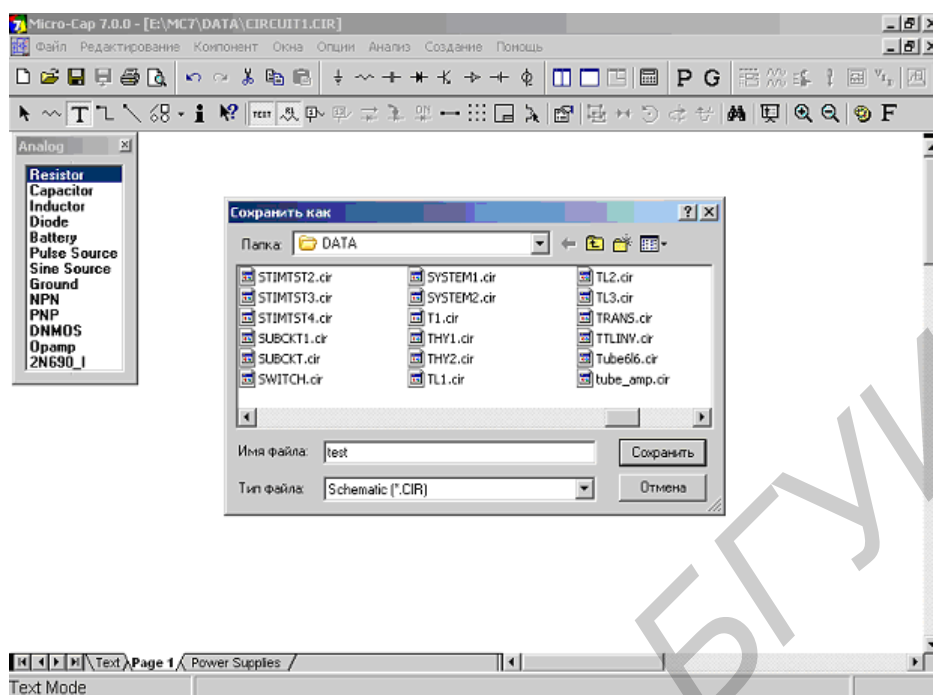 Micro-Cap 7.0.0 - [E:\MC7\DATA\CIRCUIT1.CIR]
Файл Редактирование Компонент Окна Опции Анализ Создание Помощь
P G
T TEXT ON F
Analog
Resistor
Capacitor
Inductor
Diode
Battery
Pulse Source
Sine Source
Ground
NPN
PNP
DNMOS
Opamp
2N690_I
Сохранить как
Папка: DATA
STIMTST2.cir SYSTEM1.cir TL2.cir
STIMTST3.cir SYSTEM2.cir TL3.cir
STIMTST4.cir T1.cir TRANS.cir
SUBCKT1.cir THY1.cir TTLINV.cir
SUBCKT.cir THY2.cir Tube6l6.cir
SWITCH.cir TL1.cir tube_amp.cir
Имя файла: test Сохранить
Тип файла: Schematic (*.CIR) Отмена
Text Page 1 Power Supplies
Text Mode
БГУИ